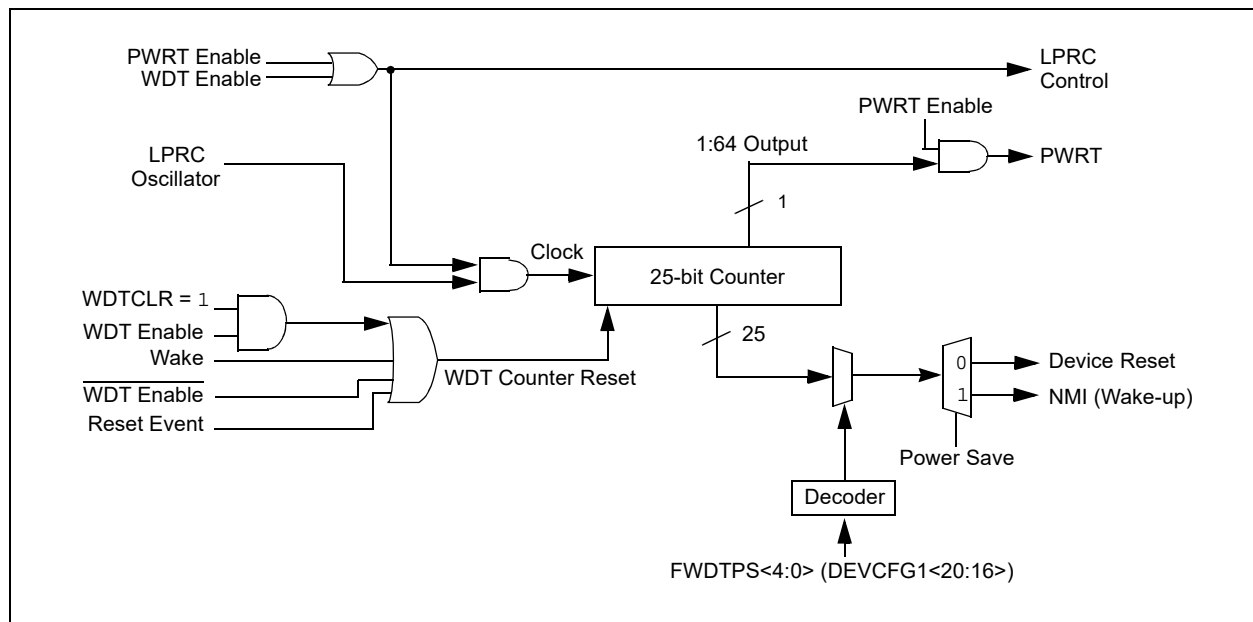 PWRT Enable
WDT Enable
LPRC
Control
PWRT Enable
1:64 Output
PWRT
LPRC
Oscillator
1
Clock
25-bit Counter
WDTCLR = 1
WDT Enable
Wake
WDT Enable
Reset Event
WDT Counter Reset
25
0
1
Device Reset
NMI (Wake-up)
Power Save
Decoder
FWDTPS<4:0> (DEVCFG1<20:16>)